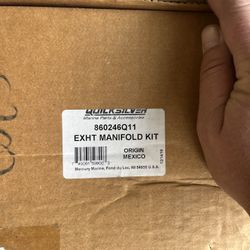 QUICKSILVER
Marine Parts & Accessories
860246Q11
EXHT MANIFOLD KIT
ORIGIN
MEXICO
Mercury Marine, Fond du Lac, WI 54935 U.S.A.